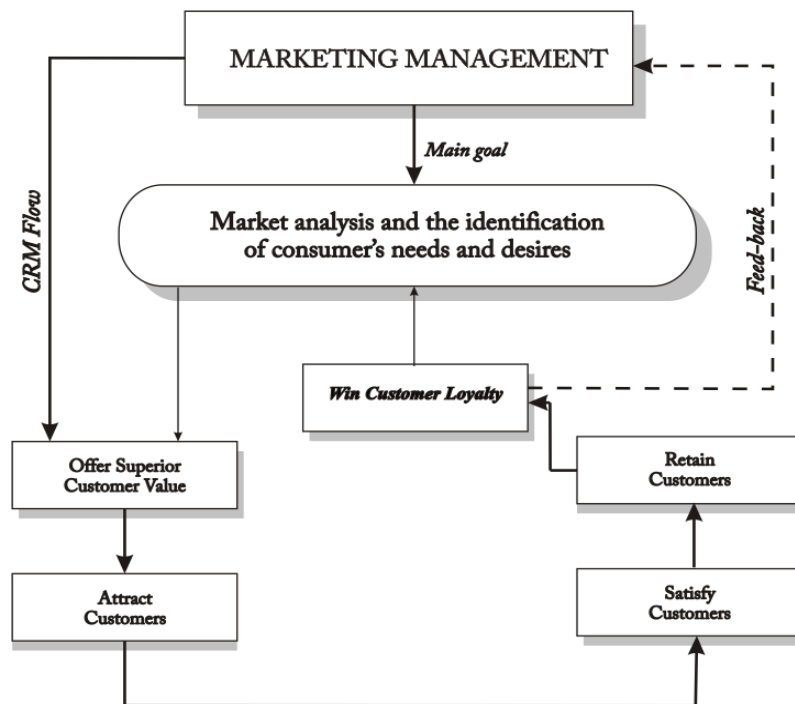 MARKETING MANAGEMENT
Main goal
CRM Flow
Market analysis and the identification
of consumer's needs and desires
Feed-back
Win Customer Loyalty
Offer Superior
Customer Value
Retain
Customers
Attract
Customers
Satisfy
Customers